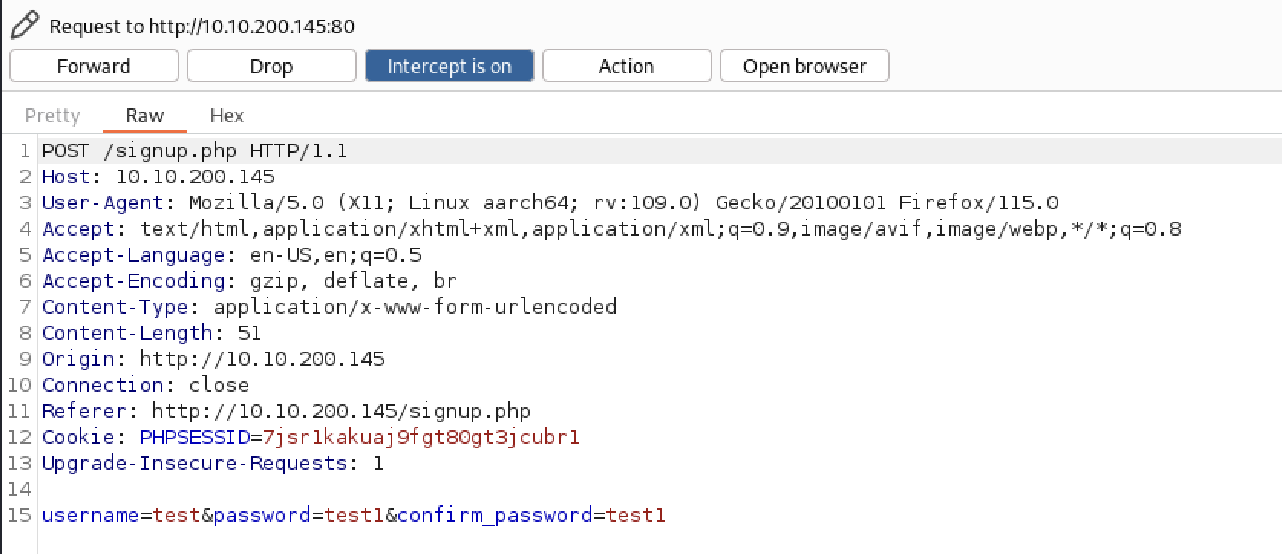 Request to http://10.10.200.145:80
Forward Drop Intercept is on Action Open browser
Pretty Raw Hex
1 POST /signup.php HTTP/1.1
2 Host: 10.10.200.145
3 User-Agent: Mozilla/5.0 (X11; Linux aarch64; rv:109.0) Gecko/20100101 Firefox/115.0
4 Accept: text/html,application/xhtml+xml,application/xml;q=0.9,image/avif,image/webp,*/*;q=0.8
5 Accept-Language: en-US,en;q=0.5
6 Accept-Encoding: gzip, deflate, br
7 Content-Type: application/x-www-form-urlencoded
8 Content-Length: 51
9 Origin: http://10.10.200.145
10 Connection: close
11 Referer: http://10.10.200.145/signup.php
12 Cookie: PHPSESSID=7jsr1kakuaj9fgt80gt3jcubr1
13 Upgrade-Insecure-Requests: 1
14
15 username=test&password=test1&confirm_password=test1